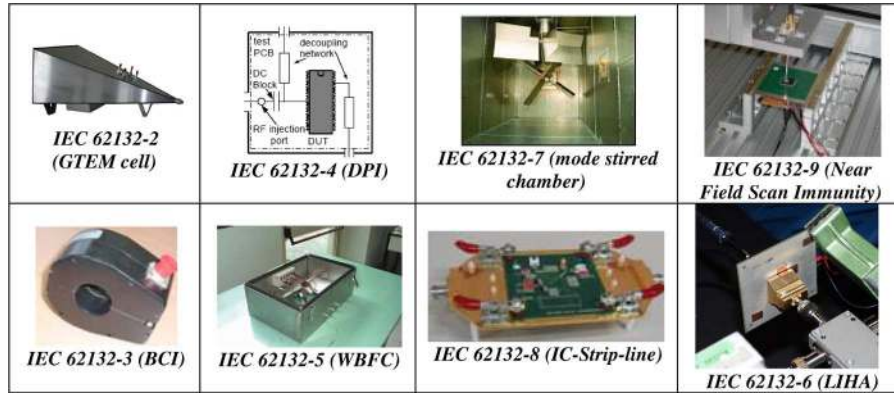 IEC 62132-2
(GTEM cell)
test
PCB
decoupling
network
DC
Block
RF injection
port
DUT
IEC 62132-4 (DPI)
IEC 62132-7 (mode stirred
chamber)
IEC 62132-9 (Near
Field Scan Immunity)
IEC 62132-3 (BCI)
IEC 62132-5 (WBFC)
IEC 62132-8 (IC-Strip-line)
IEC 62132-6 (LIHA)